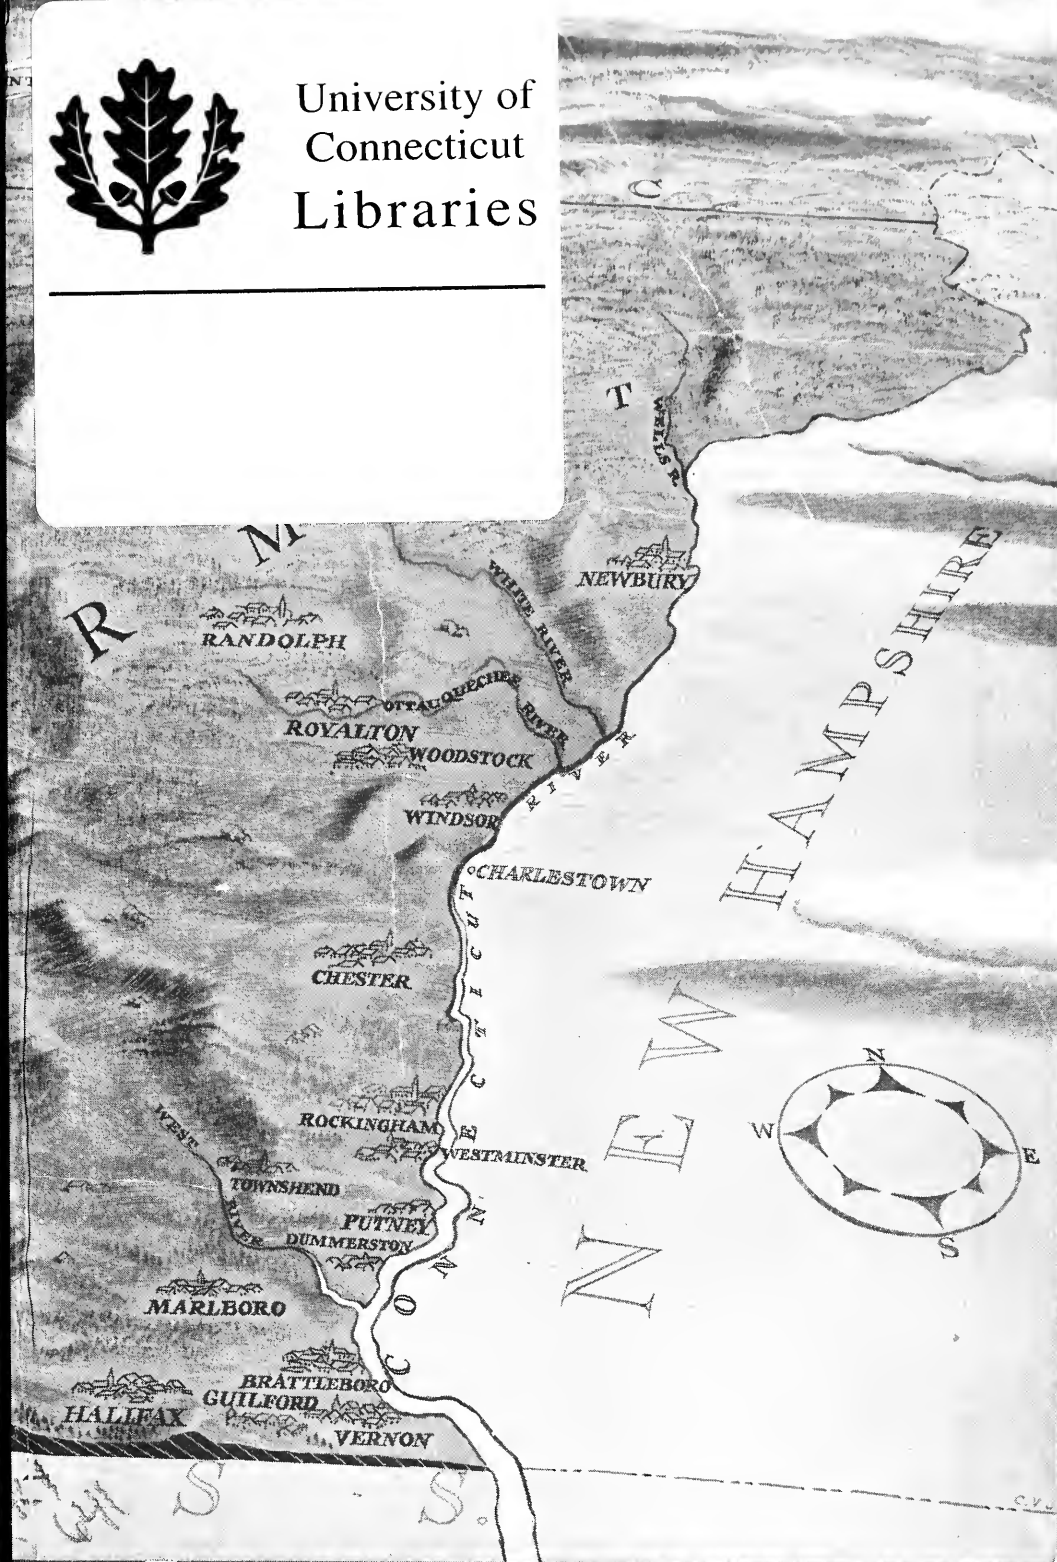 University of
Connecticut
Libraries
C
T
WELLS R.
M
R
NEWBURY
WHITE RIVER
RANDOLPH
OTTAUQUECHEE
RIVER
ROYALTON
WOODSTOCK
WINDSOR
CONNECTICUT RIVER
CHARLESTOWN
NEW HAMPSHIRE
CHESTER
ROCKINGHAM
WESTMINSTER
WEST
RIVER
TOWNSHEND
PUTNEY
DUMMERSTON
MARLBORO
BRATTLEBORO
GUILFORD
HALIFAX
VERNON
N
W
E
S
S S.